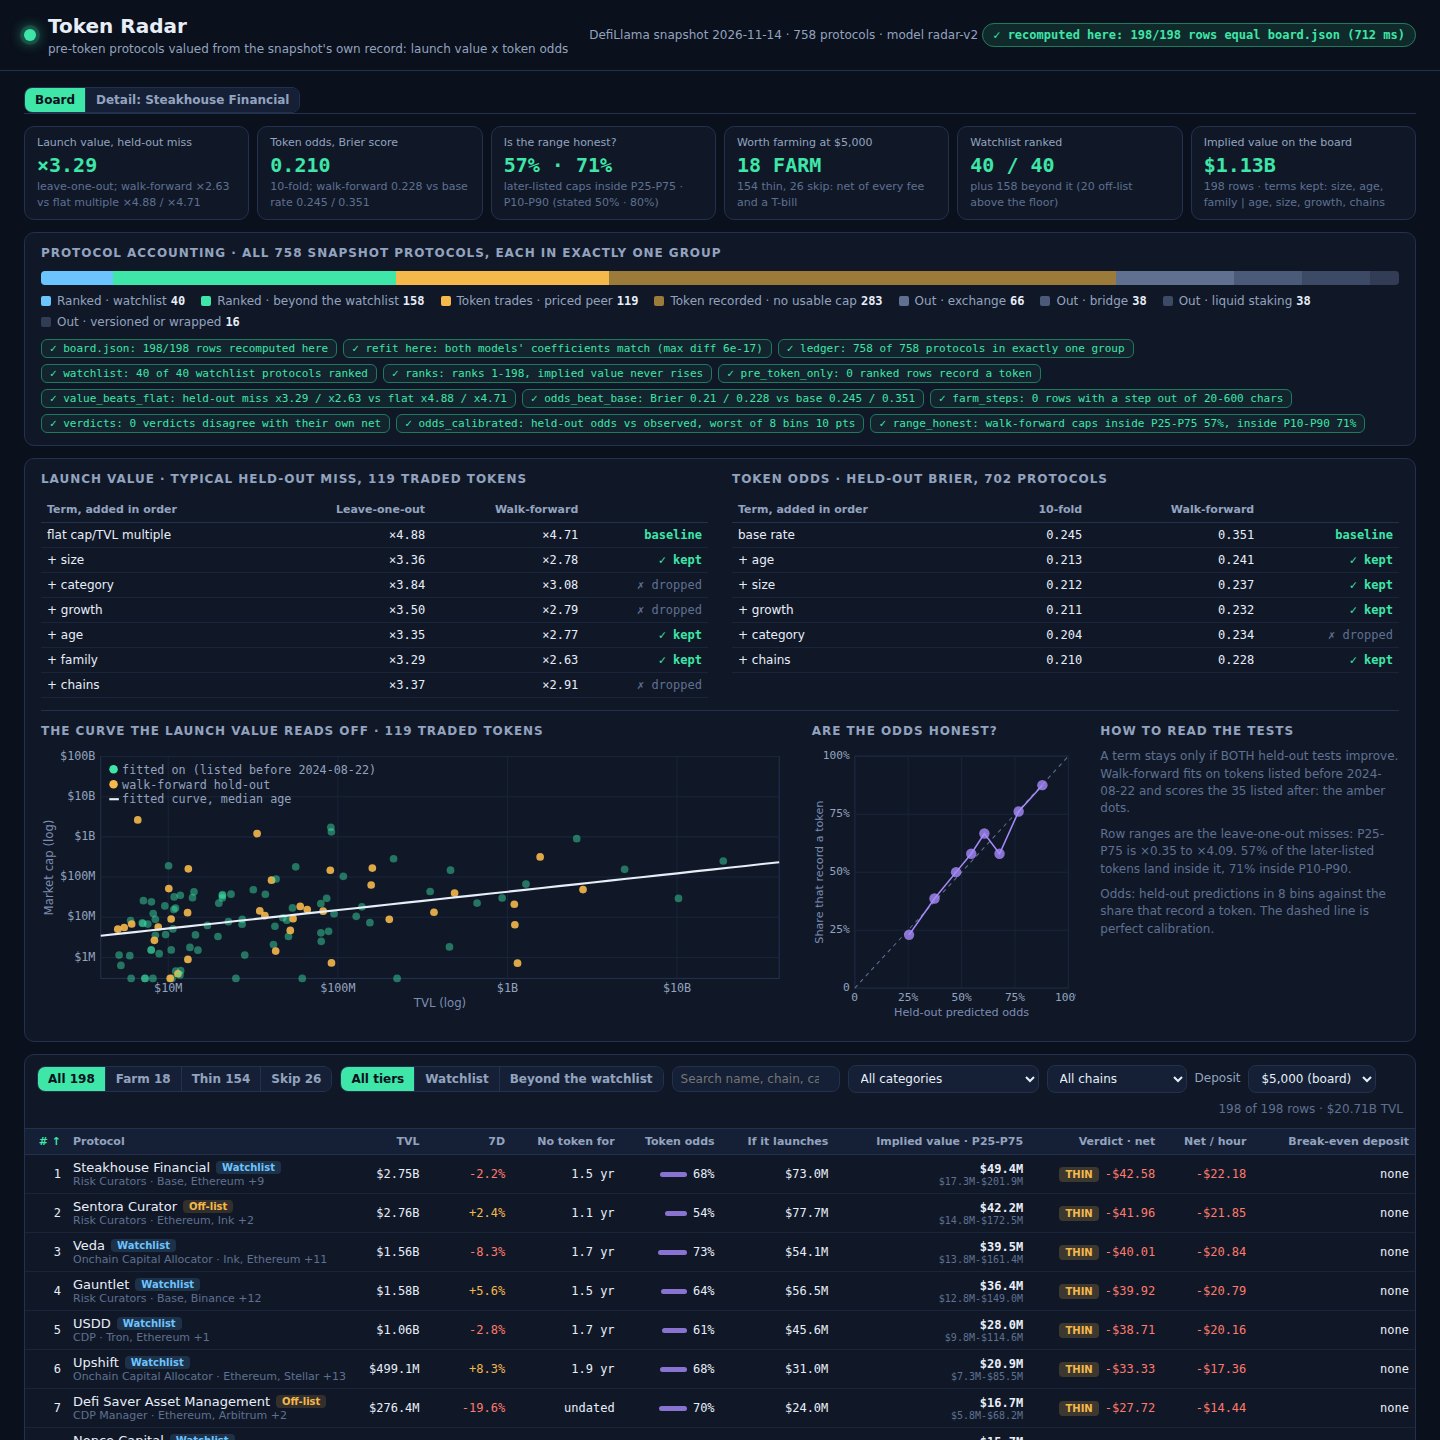 Token Radar
pre-token protocols valued from the snapshot's own record: launch value x token odds
DefiLlama snapshot 2026-11-14 · 758 protocols · model radar-v2
✓ recomputed here: 198/198 rows equal board.json (712 ms)
Board
Detail: Steakhouse Financial
Launch value, held-out miss
×3.29
leave-one-out; walk-forward ×2.63
vs flat multiple ×4.88 / ×4.71
Token odds, Brier score
0.210
10-fold; walk-forward 0.228 vs base
rate 0.245 / 0.351
Is the range honest?
57% · 71%
later-listed caps inside P25-P75 ·
P10-P90 (stated 50% · 80%)
Worth farming at $5,000
18 FARM
154 thin, 26 skip: net of every fee
and a T-bill
Watchlist ranked
40 / 40
plus 158 beyond it (20 off-list
above the floor)
Implied value on the board
$1.13B
198 rows · terms kept: size, age,
family | age, size, growth, chains
PROTOCOL ACCOUNTING · ALL 758 SNAPSHOT PROTOCOLS, EACH IN EXACTLY ONE GROUP
Ranked · watchlist 40
Ranked · beyond the watchlist 158
Token trades · priced peer 119
Token recorded · no usable cap 283
Out · exchange 66
Out · bridge 38
Out · liquid staking 38
Out · versioned or wrapped 16
✓ board.json: 198/198 rows recomputed here
✓ refit here: both models' coefficients match (max diff 6e-17)
✓ ledger: 758 of 758 protocols in exactly one group
✓ watchlist: 40 of 40 watchlist protocols ranked
✓ ranks: ranks 1-198, implied value never rises
✓ pre_token_only: 0 ranked rows record a token
✓ value_beats_flat: held-out miss x3.29 / x2.63 vs flat x4.88 / x4.71
✓ odds_beat_base: Brier 0.21 / 0.228 vs base 0.245 / 0.351
✓ farm_steps: 0 rows with a step out of 20-600 chars
✓ verdicts: 0 verdicts disagree with their own net
✓ odds_calibrated: held-out odds vs observed, worst of 8 bins 10 pts
✓ range_honest: walk-forward caps inside P25-P75 57%, inside P10-P90 71%
LAUNCH VALUE · TYPICAL HELD-OUT MISS, 119 TRADED TOKENS
Term, added in order Leave-one-out Walk-forward
flat cap/TVL multiple ×4.88 ×4.71 baseline
+ size ×3.36 ×2.78 ✓ kept
+ category ×3.84 ×3.08 ✗ dropped
+ growth ×3.50 ×2.79 ✗ dropped
+ age ×3.35 ×2.77 ✓ kept
+ family ×3.29 ×2.63 ✓ kept
+ chains ×3.37 ×2.91 ✗ dropped
TOKEN ODDS · HELD-OUT BRIER, 702 PROTOCOLS
Term, added in order 10-fold Walk-forward
base rate 0.245 0.351 baseline
+ age 0.213 0.241 ✓ kept
+ size 0.212 0.237 ✓ kept
+ growth 0.211 0.232 ✓ kept
+ category 0.204 0.234 ✗ dropped
+ chains 0.210 0.228 ✓ kept
THE CURVE THE LAUNCH VALUE READS OFF · 119 TRADED TOKENS
fitted on (listed before 2024-08-22)
walk-forward hold-out
fitted curve, median age
Market cap (log)
$100B
$10B
$1B
$100M
$10M
$1M
$10M $100M $1B $10B
TVL (log)
ARE THE ODDS HONEST?
Share that record a token
100%
75%
50%
25%
0
0 25% 50% 75% 100
Held-out predicted odds
HOW TO READ THE TESTS
A term stays only if BOTH held-out tests improve.
Walk-forward fits on tokens listed before 2024-
08-22 and scores the 35 listed after: the amber
dots.
Row ranges are the leave-one-out misses: P25-
P75 is ×0.35 to ×4.09. 57% of the later-listed
tokens land inside it, 71% inside P10-P90.
Odds: held-out predictions in 8 bins against the
share that record a token. The dashed line is
perfect calibration.
All 198 Farm 18 Thin 154 Skip 26
All tiers Watchlist Beyond the watchlist
Search name, chain, ca
All categories
All chains
Deposit $5,000 (board)
198 of 198 rows · $20.71B TVL
# ↑ Protocol TVL 7D No token for Token odds If it launches Implied value · P25-P75 Verdict · net Net / hour Break-even deposit
1 Steakhouse Financial Watchlist $2.75B -2.2% 1.5 yr 68% $73.0M $49.4M THIN -$42.58 -$22.18 none
Risk Curators · Base, Ethereum +9 $17.3M-$201.9M
2 Sentora Curator Off-list $2.76B +2.4% 1.1 yr 54% $77.7M $42.2M THIN -$41.96 -$21.85 none
Risk Curators · Ethereum, Ink +2 $14.8M-$172.5M
3 Veda Watchlist $1.56B -8.3% 1.7 yr 73% $54.1M $39.5M THIN -$40.01 -$20.84 none
Onchain Capital Allocator · Ink, Ethereum +11 $13.8M-$161.4M
4 Gauntlet Watchlist $1.58B +5.6% 1.5 yr 64% $56.5M $36.4M THIN -$39.92 -$20.79 none
Risk Curators · Base, Binance +12 $12.8M-$149.0M
5 USDD Watchlist $1.06B -2.8% 1.7 yr 61% $45.6M $28.0M THIN -$38.71 -$20.16 none
CDP · Tron, Ethereum +1 $9.8M-$114.6M
6 Upshift Watchlist $499.1M +8.3% 1.9 yr 68% $31.0M $20.9M THIN -$33.33 -$17.36 none
Onchain Capital Allocator · Ethereum, Stellar +13 $7.3M-$85.5M
7 Defi Saver Asset Management Off-list $276.4M -19.6% undated 70% $24.0M $16.7M THIN -$27.72 -$14.44 none
CDP Manager · Ethereum, Arbitrum +2 $5.8M-$68.2M